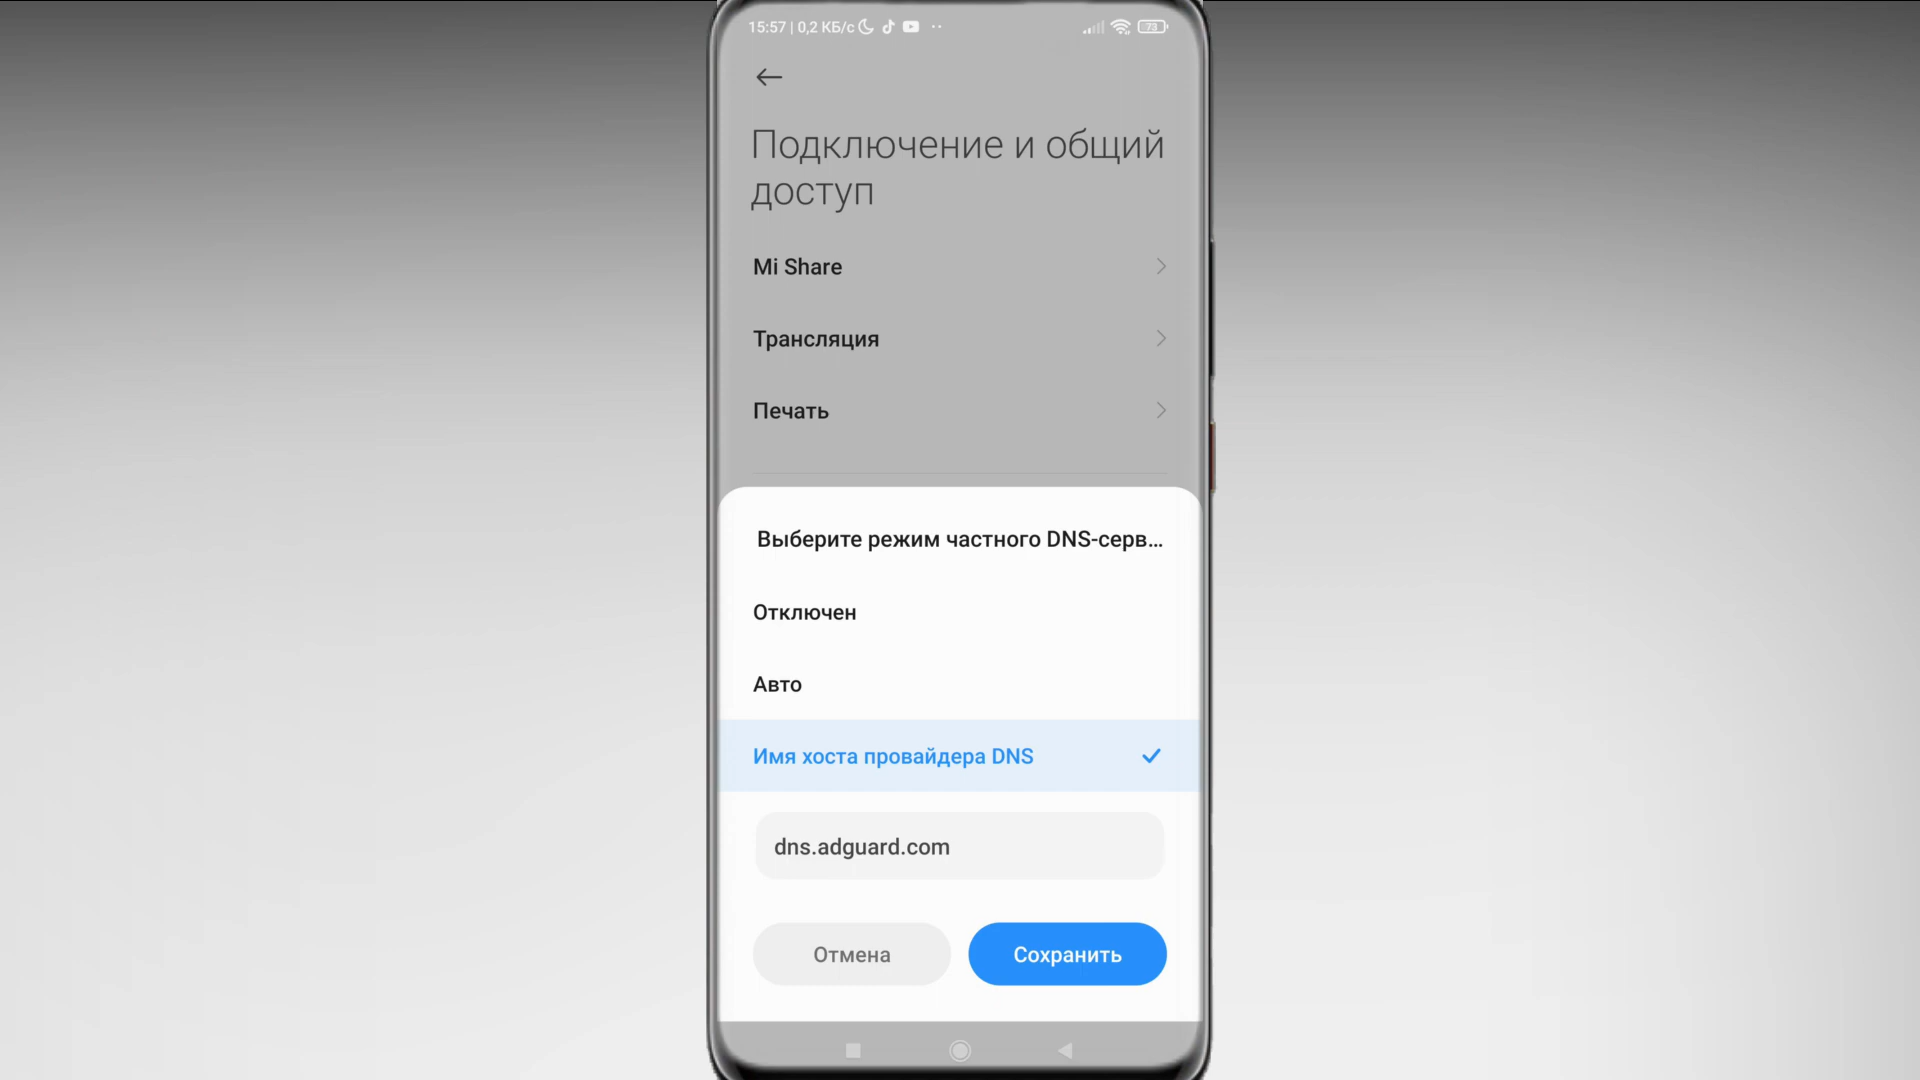 15:57 | 0,2 КБ/с
73
Подключение и общий
доступ
Mi Share
Трансляция
Печать
Выберите режим частного DNS-серв...
Отключен
Авто
Имя хоста провайдера DNS
dns.adguard.com
Отмена
Сохранить